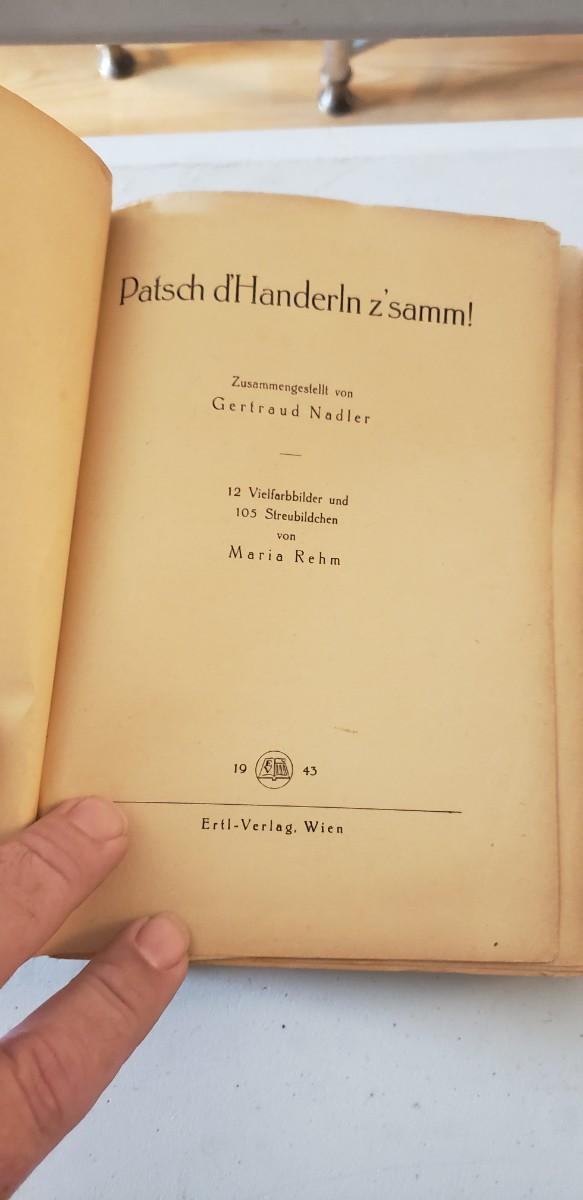 Patsch d'Handerln z'samm!
Zusammengestellt von
Gertraud Nadler
12 Vielfarbbilder und
105 Streubildchen
von
Maria Rehm
19 43
Ertl-Verlag, Wien